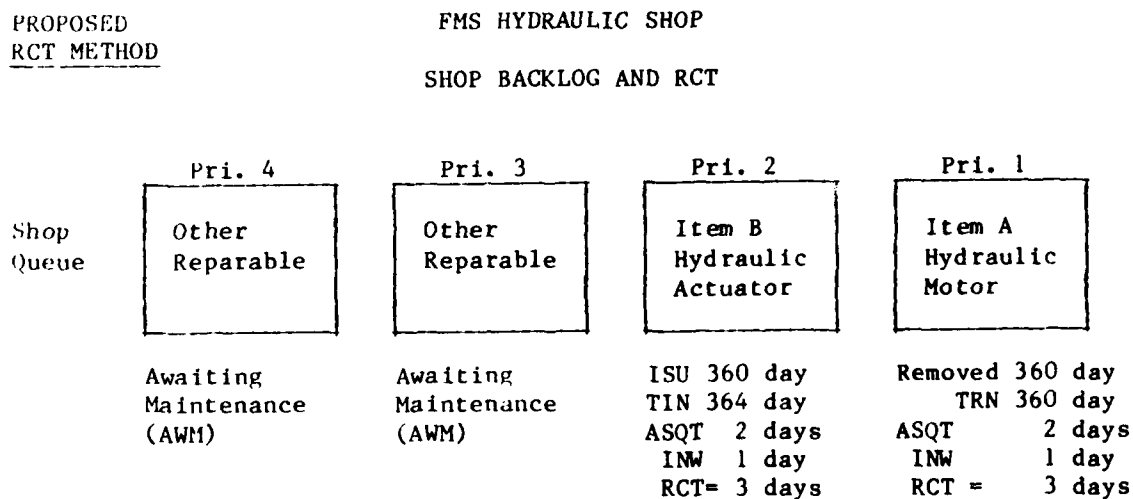 PROPOSED
RCT METHOD
FMS HYDRAULIC SHOP
SHOP BACKLOG AND RCT
Shop
Queue
Pri. 4
Other
Reparable
Awaiting
Maintenance
(AWM)
Pri. 3
Other
Reparable
Awaiting
Maintenance
(AWM)
Pri. 2
Item B
Hydraulic
Actuator
ISU 360 day
TIN 364 day
ASQT 2 days
INW 1 day
RCT= 3 days
Pri. 1
Item A
Hydraulic
Motor
Removed 360 day
TRN 360 day
ASQT 2 days
INW 1 day
RCT = 3 days